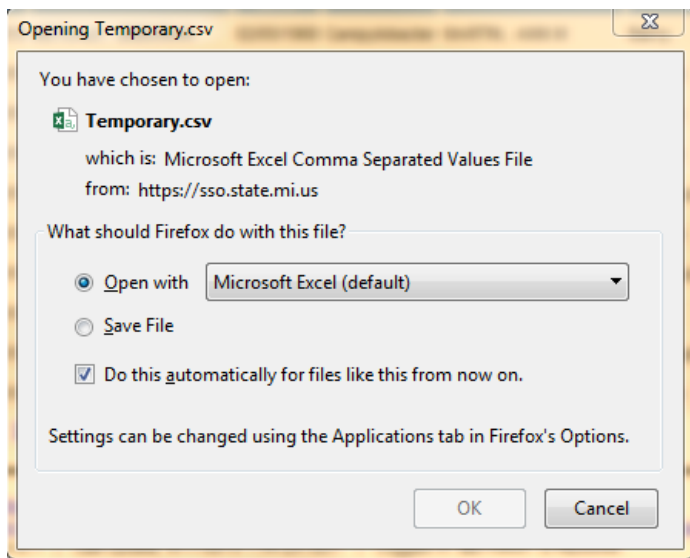 Opening Temporary.csv
You have chosen to open:
Temporary.csv
which is: Microsoft Excel Comma Separated Values File
from: https://sso.state.mi.us
What should Firefox do with this file?
Open with Microsoft Excel (default)
Save File
Do this automatically for files like this from now on.
Settings can be changed using the Applications tab in Firefox's Options.
OK Cancel